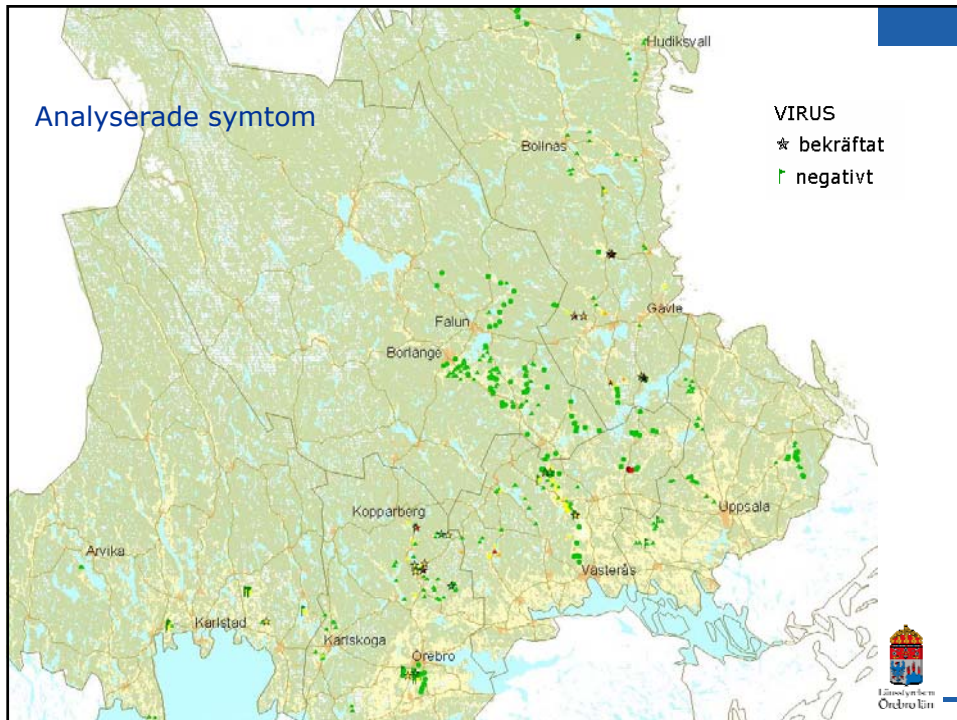 Analyserade symtom
VIRUS
bekräftat
negativt
Hudiksvall
Bollnäs
Gävle
Falun
Borlänge
Kopparberg
Uppsala
Arvika
Västerås
Karlstad
Karlskoga
Örebro
Länsstyrelsen
Örebro län